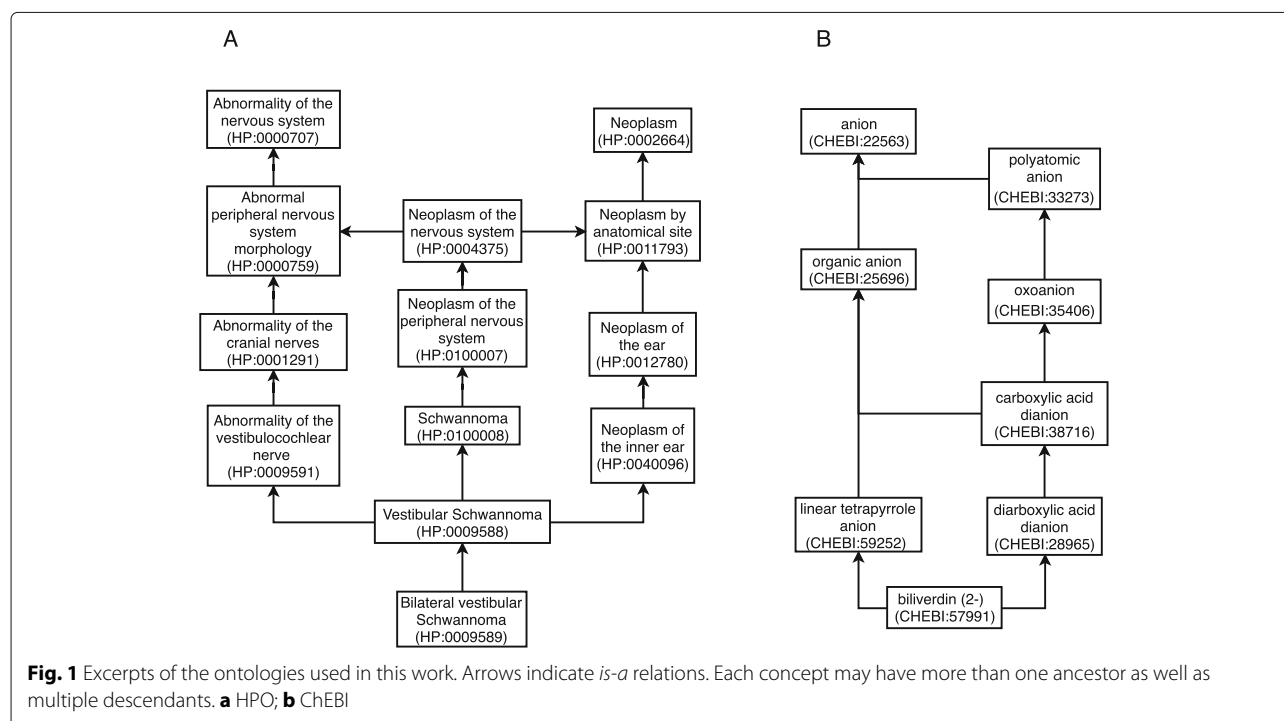 A
Abnormality of the
nervous system
(HP:0000707)
Abnormal
peripheral nervous
system
morphology
(HP:0000759)
Abnormality of the
cranial nerves
(HP:0001291)
Abnormality of the
vestibulocochlear
nerve
(HP:0009591)
Neoplasm of the
nervous system
(HP:0004375)
Neoplasm of the
peripheral nervous
system
(HP:0100007)
Schwannoma
(HP:0100008)
Vestibular Schwannoma
(HP:0009588)
Bilateral vestibular
Schwannoma
(HP:0009589)
Neoplasm
(HP:0002664)
Neoplasm by
anatomical site
(HP:0011793)
Neoplasm of
the ear
(HP:0012780)
Neoplasm of
the inner ear
(HP:0040096)
B
anion
(CHEBI:22563)
polyatomic
anion
(CHEBI:33273)
organic anion
(CHEBI:25696)
oxoanion
(CHEBI:35406)
carboxylic acid
dianion
(CHEBI:38716)
linear tetrapyrrole
anion
(CHEBI:59252)
diarboxylic acid
dianion
(CHEBI:28965)
biliverdin (2-)
(CHEBI:57991)
Fig. 1 Excerpts of the ontologies used in this work. Arrows indicate is-a relations. Each concept may have more than one ancestor as well as
multiple descendants. a HPO; b ChEBI